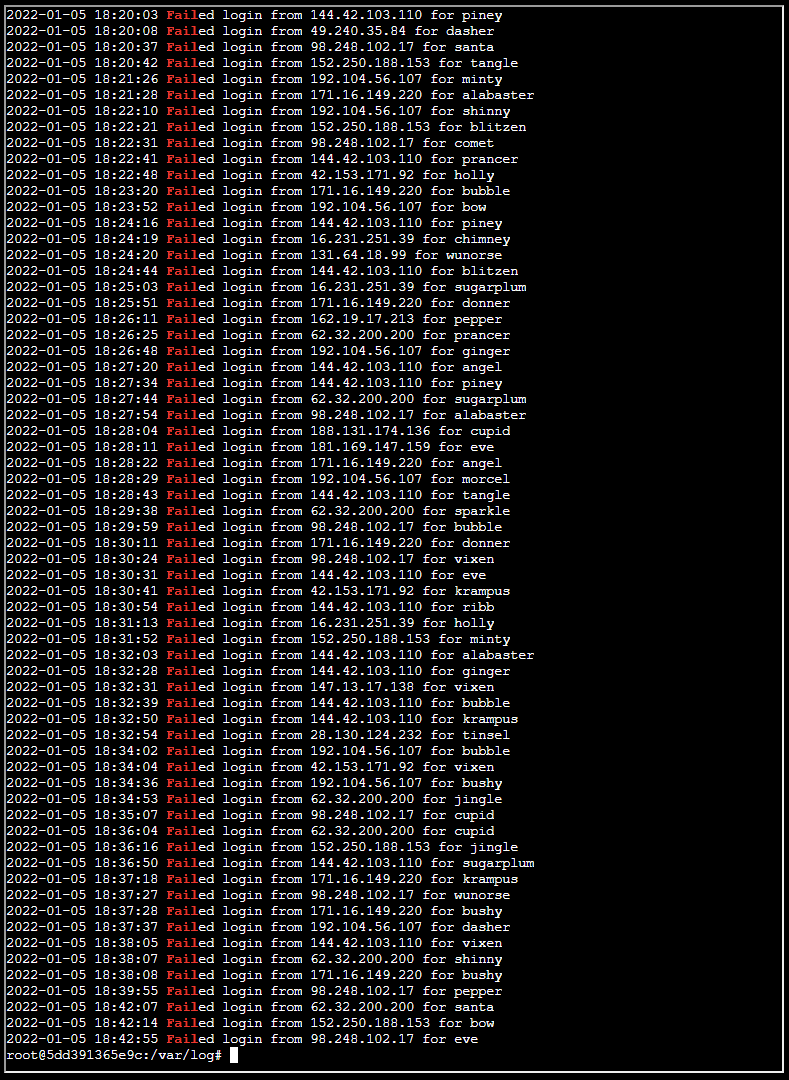 2022-01-05 18:20:03 Failed login from 144.42.103.110 for piney
2022-01-05 18:20:08 Failed login from 49.240.35.84 for dasher
2022-01-05 18:20:37 Failed login from 98.248.102.17 for santa
2022-01-05 18:20:42 Failed login from 152.250.188.153 for tangle
2022-01-05 18:21:26 Failed login from 192.104.56.107 for minty
2022-01-05 18:21:28 Failed login from 171.16.149.220 for alabaster
2022-01-05 18:22:10 Failed login from 192.104.56.107 for shinny
2022-01-05 18:22:21 Failed login from 152.250.188.153 for blitzen
2022-01-05 18:22:31 Failed login from 98.248.102.17 for comet
2022-01-05 18:22:41 Failed login from 144.42.103.110 for prancer
2022-01-05 18:22:48 Failed login from 42.153.171.92 for holly
2022-01-05 18:23:20 Failed login from 171.16.149.220 for bubble
2022-01-05 18:23:52 Failed login from 192.104.56.107 for bow
2022-01-05 18:24:16 Failed login from 144.42.103.110 for piney
2022-01-05 18:24:19 Failed login from 16.231.251.39 for chimney
2022-01-05 18:24:20 Failed login from 131.64.18.99 for wunorse
2022-01-05 18:24:44 Failed login from 144.42.103.110 for blitzen
2022-01-05 18:25:03 Failed login from 16.231.251.39 for sugarplum
2022-01-05 18:25:51 Failed login from 171.16.149.220 for donner
2022-01-05 18:26:11 Failed login from 162.19.17.213 for pepper
2022-01-05 18:26:25 Failed login from 62.32.200.200 for prancer
2022-01-05 18:26:48 Failed login from 192.104.56.107 for ginger
2022-01-05 18:27:20 Failed login from 144.42.103.110 for angel
2022-01-05 18:27:34 Failed login from 144.42.103.110 for piney
2022-01-05 18:27:44 Failed login from 62.32.200.200 for sugarplum
2022-01-05 18:27:54 Failed login from 98.248.102.17 for alabaster
2022-01-05 18:28:04 Failed login from 188.131.174.136 for cupid
2022-01-05 18:28:11 Failed login from 181.169.147.159 for eve
2022-01-05 18:28:22 Failed login from 171.16.149.220 for angel
2022-01-05 18:28:29 Failed login from 192.104.56.107 for morcel
2022-01-05 18:28:43 Failed login from 144.42.103.110 for tangle
2022-01-05 18:29:38 Failed login from 62.32.200.200 for sparkle
2022-01-05 18:29:59 Failed login from 98.248.102.17 for bubble
2022-01-05 18:30:11 Failed login from 171.16.149.220 for donner
2022-01-05 18:30:24 Failed login from 98.248.102.17 for vixen
2022-01-05 18:30:31 Failed login from 144.42.103.110 for eve
2022-01-05 18:30:41 Failed login from 42.153.171.92 for krampus
2022-01-05 18:30:54 Failed login from 144.42.103.110 for ribb
2022-01-05 18:31:13 Failed login from 16.231.251.39 for holly
2022-01-05 18:31:52 Failed login from 152.250.188.153 for minty
2022-01-05 18:32:03 Failed login from 144.42.103.110 for alabaster
2022-01-05 18:32:28 Failed login from 144.42.103.110 for ginger
2022-01-05 18:32:31 Failed login from 147.13.17.138 for vixen
2022-01-05 18:32:39 Failed login from 144.42.103.110 for bubble
2022-01-05 18:32:50 Failed login from 144.42.103.110 for krampus
2022-01-05 18:32:54 Failed login from 28.130.124.232 for tinsel
2022-01-05 18:34:02 Failed login from 192.104.56.107 for bubble
2022-01-05 18:34:04 Failed login from 42.153.171.92 for vixen
2022-01-05 18:34:36 Failed login from 192.104.56.107 for bushy
2022-01-05 18:34:53 Failed login from 62.32.200.200 for jingle
2022-01-05 18:35:07 Failed login from 98.248.102.17 for cupid
2022-01-05 18:36:04 Failed login from 62.32.200.200 for cupid
2022-01-05 18:36:16 Failed login from 152.250.188.153 for jingle
2022-01-05 18:36:50 Failed login from 144.42.103.110 for sugarplum
2022-01-05 18:37:18 Failed login from 171.16.149.220 for krampus
2022-01-05 18:37:27 Failed login from 98.248.102.17 for wunorse
2022-01-05 18:37:28 Failed login from 171.16.149.220 for bushy
2022-01-05 18:37:37 Failed login from 192.104.56.107 for dasher
2022-01-05 18:38:05 Failed login from 144.42.103.110 for vixen
2022-01-05 18:38:07 Failed login from 62.32.200.200 for shinny
2022-01-05 18:38:08 Failed login from 171.16.149.220 for bushy
2022-01-05 18:39:55 Failed login from 98.248.102.17 for pepper
2022-01-05 18:42:07 Failed login from 62.32.200.200 for santa
2022-01-05 18:42:14 Failed login from 152.250.188.153 for bow
2022-01-05 18:42:55 Failed login from 98.248.102.17 for eve
root@5dd391365e9c:/var/log#